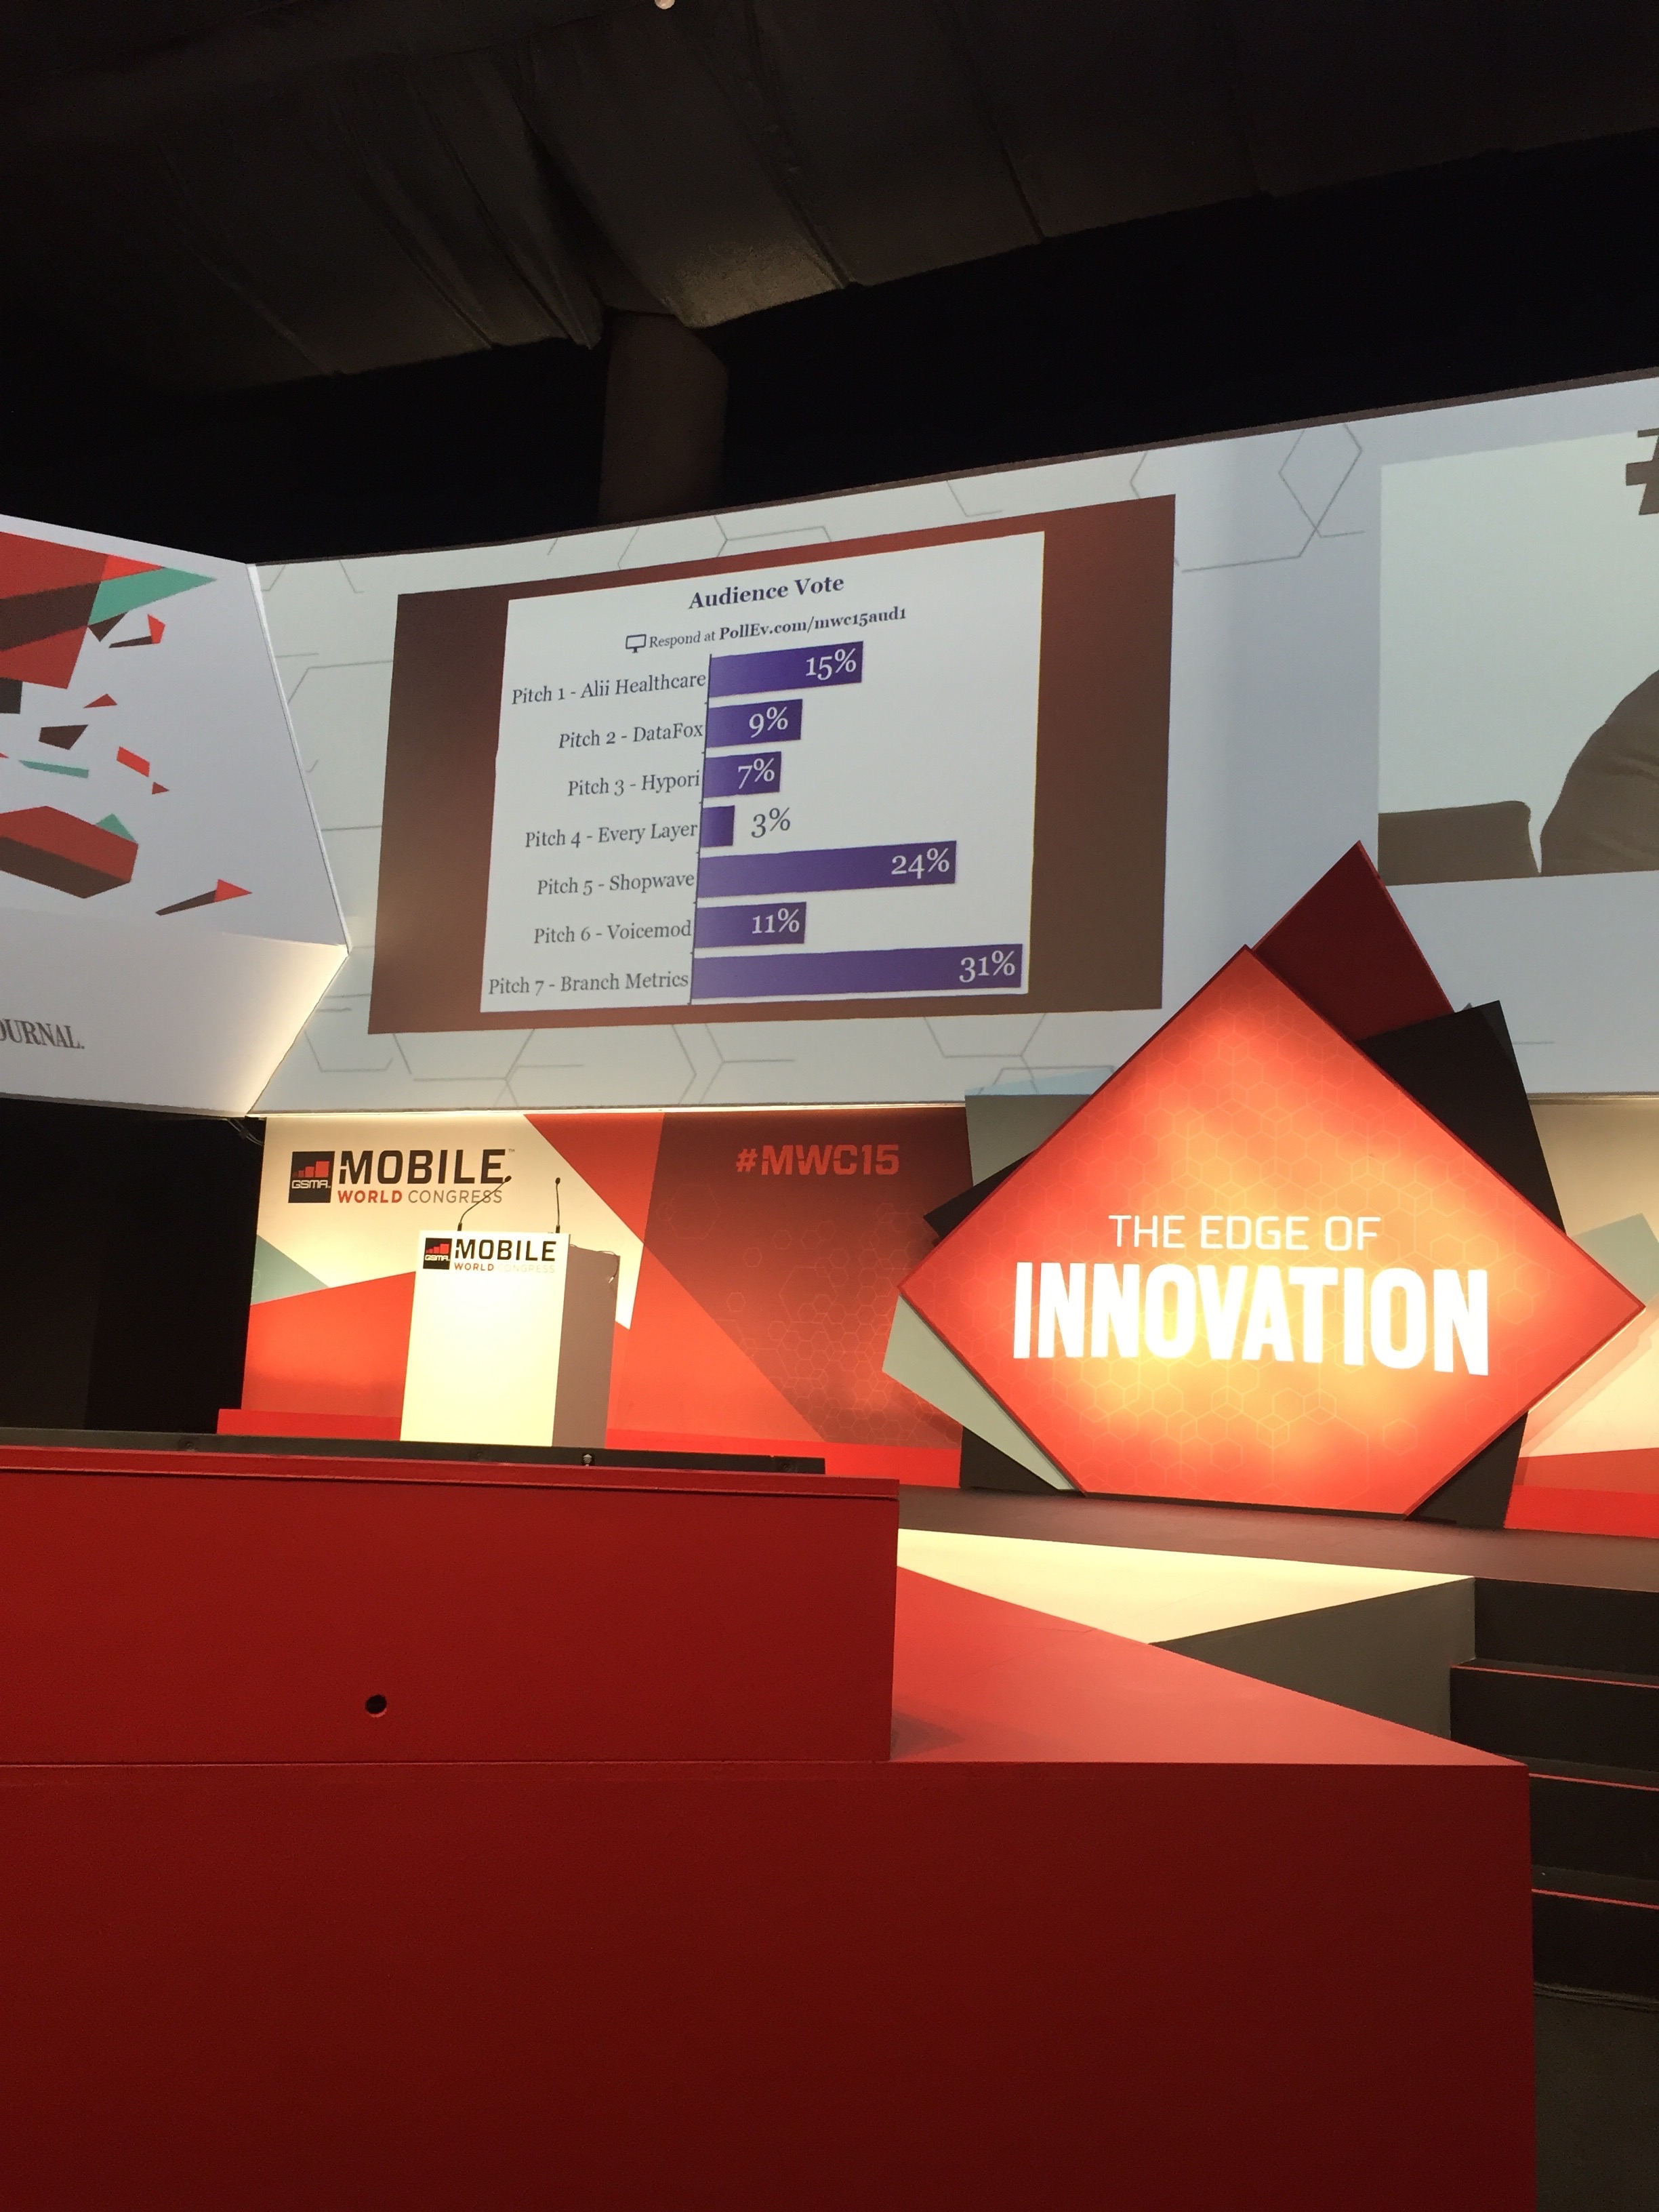 Audience Vote
Respond at PollEv.com/mwc15aud1
Pitch 1 - Alii Healthcare 15%
Pitch 2 - DataFox 9%
Pitch 3 - Hypori 7%
Pitch 4 - Every Layer 3%
Pitch 5 - Shopwave 24%
Pitch 6 - Voicemod 11%
Pitch 7 - Branch Metrics 31%
#
OURNAL.
GSMA
MOBILE™
WORLD CONGRESS
#MWC15
GSMA
MOBILE
WORLD CONGRESS
THE EDGE OF
INNOVATION